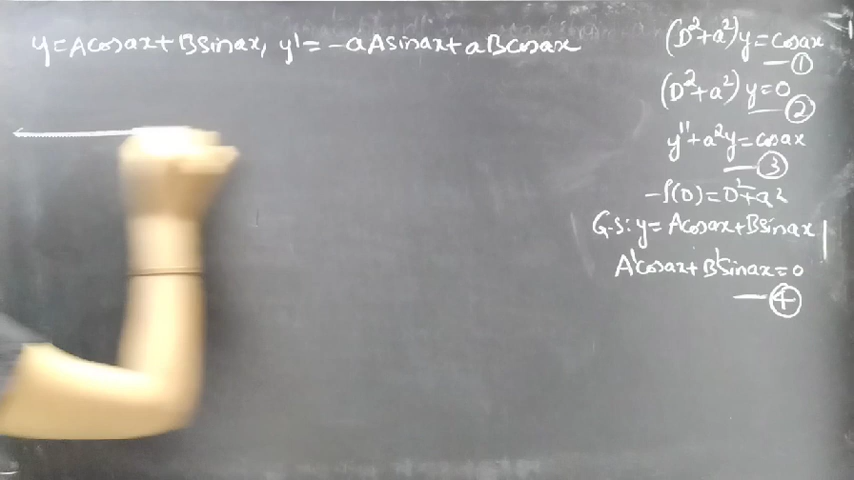 y=Acosax+Bsinax, y'=-aAsinax+aBcosax
(D²+a²)y=cosax
—①
(D²+a²)y=0
—②
y''+a²y=cosax
—③
f(D)=D²+a²
G.S: y=Acosax+Bsinax
A'cosax+B'sinax=0
—④